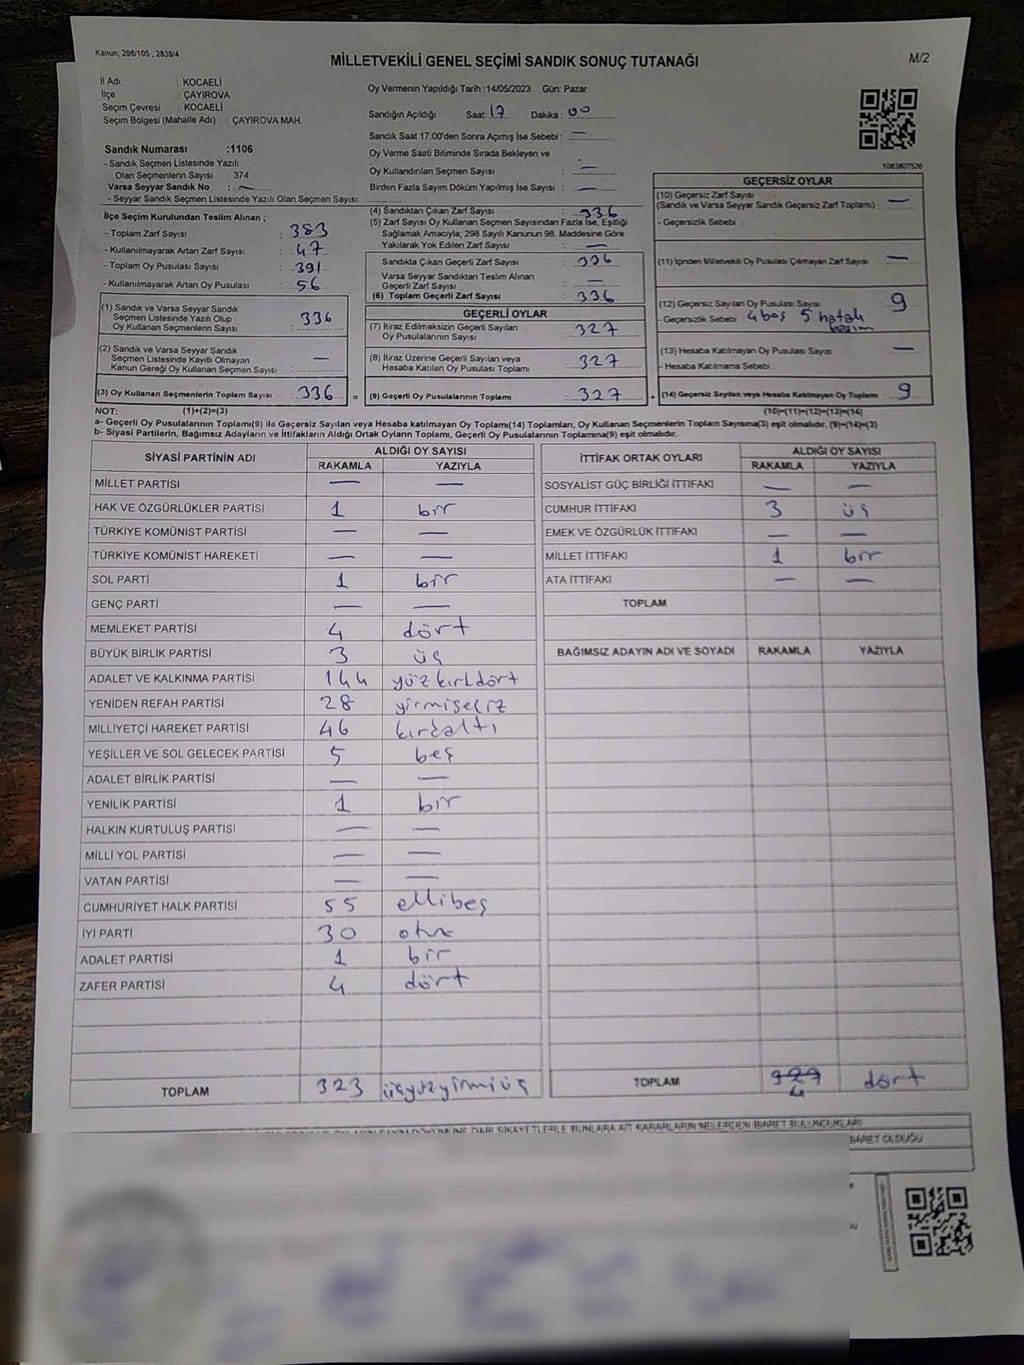 Kanun, 298/105 , 2839/4
MİLLETVEKİLİ GENEL SEÇİMİ SANDIK SONUÇ TUTANAĞI
M/2
İl Adı : KOCAELİ
İlçe : ÇAYIROVA
Seçim Çevresi : KOCAELİ
Seçim Bölgesi (Mahalle Adı) : ÇAYIROVA MAH.
Sandık Numarası :1106
- Sandık Seçmen Listesinde Yazılı
Olan Seçmenlerin Sayısı : 374
Varsa Seyyar Sandık No : —
- Seyyar Sandık Seçmen Listesinde Yazılı Olan Seçmen Sayısı:
Oy Vermenin Yapıldığı Tarih :14/05/2023 Gün: Pazar
Sandığın Açıldığı Saat: 17 Dakika : 00
Sandık Saat 17:00'den Sonra Açılmış İse Sebebi : —
Oy Verme Saati Bitiminde Sırada Bekleyen ve
Oy Kullandırılan Seçmen Sayısı : —
Birden Fazla Sayım Döküm Yapılmış İse Sayısı : —
1083807526
İlçe Seçim Kurulundan Teslim Alınan ;
- Toplam Zarf Sayısı : 383
- Kullanılmayarak Artan Zarf Sayısı : 47
- Toplam Oy Pusulası Sayısı : 391
- Kullanılmayarak Artan Oy Pusulası : 56
(1) Sandık ve Varsa Seyyar Sandık
Seçmen Listesinde Yazılı Olup
Oy Kullanan Seçmenlerin Sayısı : 336
(2) Sandık ve Varsa Seyyar Sandık
Seçmen Listesinde Kayıtlı Olmayan
Kanun Gereği Oy Kullanan Seçmen Sayısı : —
(3) Oy Kullanan Seçmenlerin Toplam Sayısı : 336 =
(4) Sandıktan Çıkan Zarf Sayısı : 336
(5) Zarf Sayısı Oy Kullanan Seçmen Sayısından Fazla İse, Eşitliği
Sağlamak Amacıyla; 298 Sayılı Kanunun 98. Maddesine Göre
Yakılarak Yok Edilen Zarf Sayısı : —
Sandıkta Çıkan Geçerli Zarf Sayısı : 336
Varsa Seyyar Sandıktan Teslim Alınan
Geçerli Zarf Sayısı : —
(6) Toplam Geçerli Zarf Sayısı : 336
GEÇERLİ OYLAR
(7) İtiraz Edilmeksizin Geçerli Sayılan
Oy Pusulalarının Sayısı : 327
(8) İtiraz Üzerine Geçerli Sayılan veya
Hesaba Katılan Oy Pusulası Toplamı : 327
(9) Geçerli Oy Pusulalarının Toplamı : 327 +
GEÇERSİZ OYLAR
(10) Geçersiz Zarf Sayısı
(Sandık ve Varsa Seyyar Sandık Geçersiz Zarf Toplamı) : —
- Geçersizlik Sebebi :
(11) İçinden Milletvekili Oy Pusulası Çıkmayan Zarf Sayısı : —
(12) Geçersiz Sayılan Oy Pusulası Sayısı : 9
- Geçersizlik Sebebi 4 boş 5 hatalı
basım
(13) Hesaba Katılmayan Oy Pusulası Sayısı : —
- Hesaba Katılmama Sebebi :
(14) Geçersiz Sayılan veya Hesaba Katılmayan Oy Toplamı : 9
NOT: (1)+(2)=(3) (10)+(11)+(12)+(13)=(14)
a- Geçerli Oy Pusulalarının Toplamı(9) ile Geçersiz Sayılan veya Hesaba katılmayan Oy Toplamı(14) Toplamları, Oy Kullanan Seçmenlerin Toplam Sayısına(3) eşit olmalıdır. (9)+(14)=(3)
b- Siyasi Partilerin, Bağımsız Adayların ve İttifakların Aldığı Ortak Oyların Toplamı, Geçerli Oy Pusulalarının Toplamına(9) eşit olmalıdır.
SİYASİ PARTİNİN ADI ALDIĞI OY SAYISI
RAKAMLA YAZIYLA
MİLLET PARTİSİ — —
HAK VE ÖZGÜRLÜKLER PARTİSİ 1 bir
TÜRKİYE KOMÜNİST PARTİSİ — —
TÜRKİYE KOMÜNİST HAREKETİ — —
SOL PARTİ 1 bir
GENÇ PARTİ — —
MEMLEKET PARTİSİ 4 dört
BÜYÜK BİRLİK PARTİSİ 3 üç
ADALET VE KALKINMA PARTİSİ 144 yüzkırkdört
YENİDEN REFAH PARTİSİ 28 yirmisekiz
MİLLİYETÇİ HAREKET PARTİSİ 46 kırkaltı
YEŞİLLER VE SOL GELECEK PARTİSİ 5 beş
ADALET BİRLİK PARTİSİ — —
YENİLİK PARTİSİ 1 bir
HALKIN KURTULUŞ PARTİSİ — —
MİLLİ YOL PARTİSİ — —
VATAN PARTİSİ — —
CUMHURİYET HALK PARTİSİ 55 ellibeş
İYİ PARTİ 30 otuz
ADALET PARTİSİ 1 bir
ZAFER PARTİSİ 4 dört
TOPLAM 323 üçyüzyirmiüç
İTTİFAK ORTAK OYLARI ALDIĞI OY SAYISI
RAKAMLA YAZIYLA
SOSYALİST GÜÇ BİRLİĞİ İTTİFAKI — —
CUMHUR İTTİFAKI 3 üç
EMEK VE ÖZGÜRLÜK İTTİFAKI — —
MİLLET İTTİFAKI 1 bir
ATA İTTİFAKI — —
TOPLAM
BAĞIMSIZ ADAYIN ADI VE SOYADI RAKAMLA YAZIYLA
TOPLAM 327 dört
4